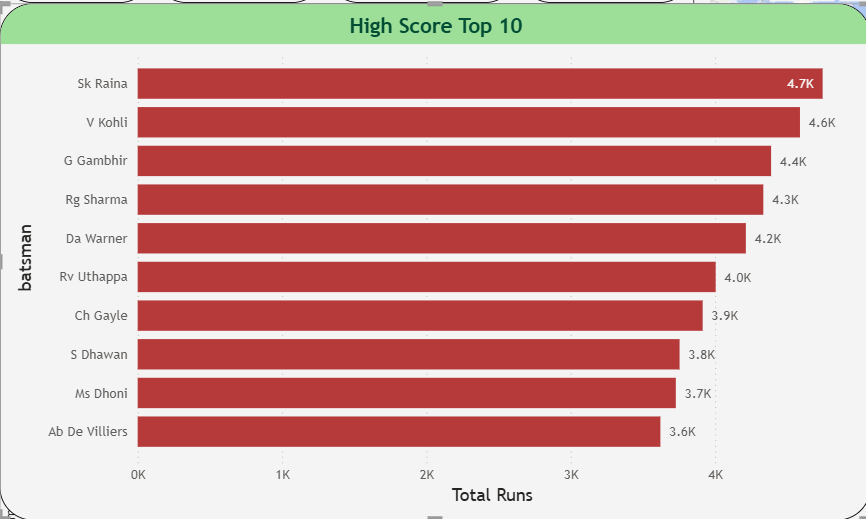 High Score Top 10
batsman
Sk Raina 4.7K
V Kohli 4.6K
G Gambhir 4.4K
Rg Sharma 4.3K
Da Warner 4.2K
Rv Uthappa 4.0K
Ch Gayle 3.9K
S Dhawan 3.8K
Ms Dhoni 3.7K
Ab De Villiers 3.6K
0K 1K 2K 3K 4K
Total Runs